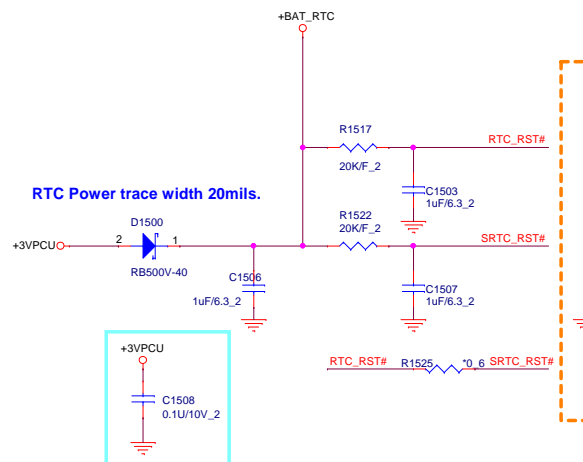 +BAT_RTC
R1517
RTC_RST#
20K/F_2
RTC Power trace width 20mils.
C1503
1uF/6.3_2
D1500
R1522
20K/F_2
SRTC_RST#
+3VPCU
2
1
RB500V-40
C1506
1uF/6.3_2
C1507
1uF/6.3_2
+3VPCU
RTC_RST#
R1525
*0_6
SRTC_RST#
C1508
0.1U/10V_2